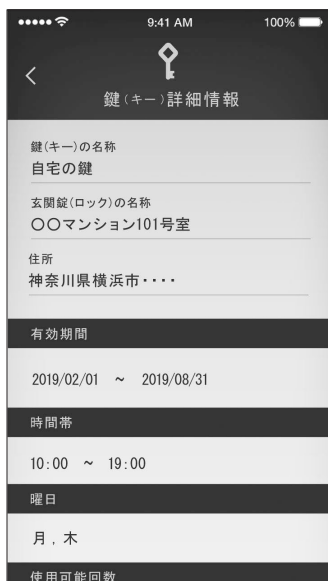 9:41 AM
100%
鍵(キー)詳細情報
鍵(キー)の名称
自宅の鍵
玄関錠(ロック)の名称
〇〇マンション101号室
住所
神奈川県横浜市・・・・
有効期間
2019/02/01 ~ 2019/08/31
時間帯
10:00 ~ 19:00
曜日
月, 木
使用可能回数